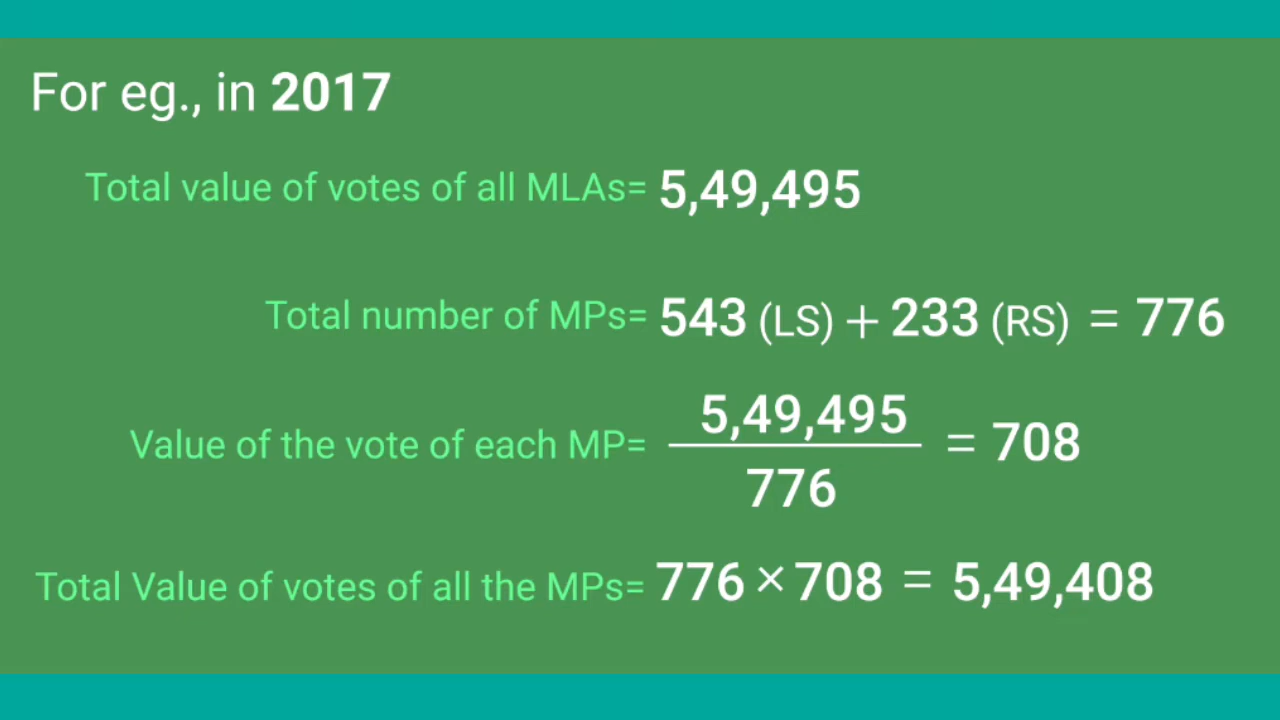 For eg., in 2017
Total value of votes of all MLAs= 5,49,495
Total number of MPs= 543 (LS) + 233 (RS) = 776
5,49,495
Value of the vote of each MP= = 708
776
Total Value of votes of all the MPs= 776 × 708 = 5,49,408